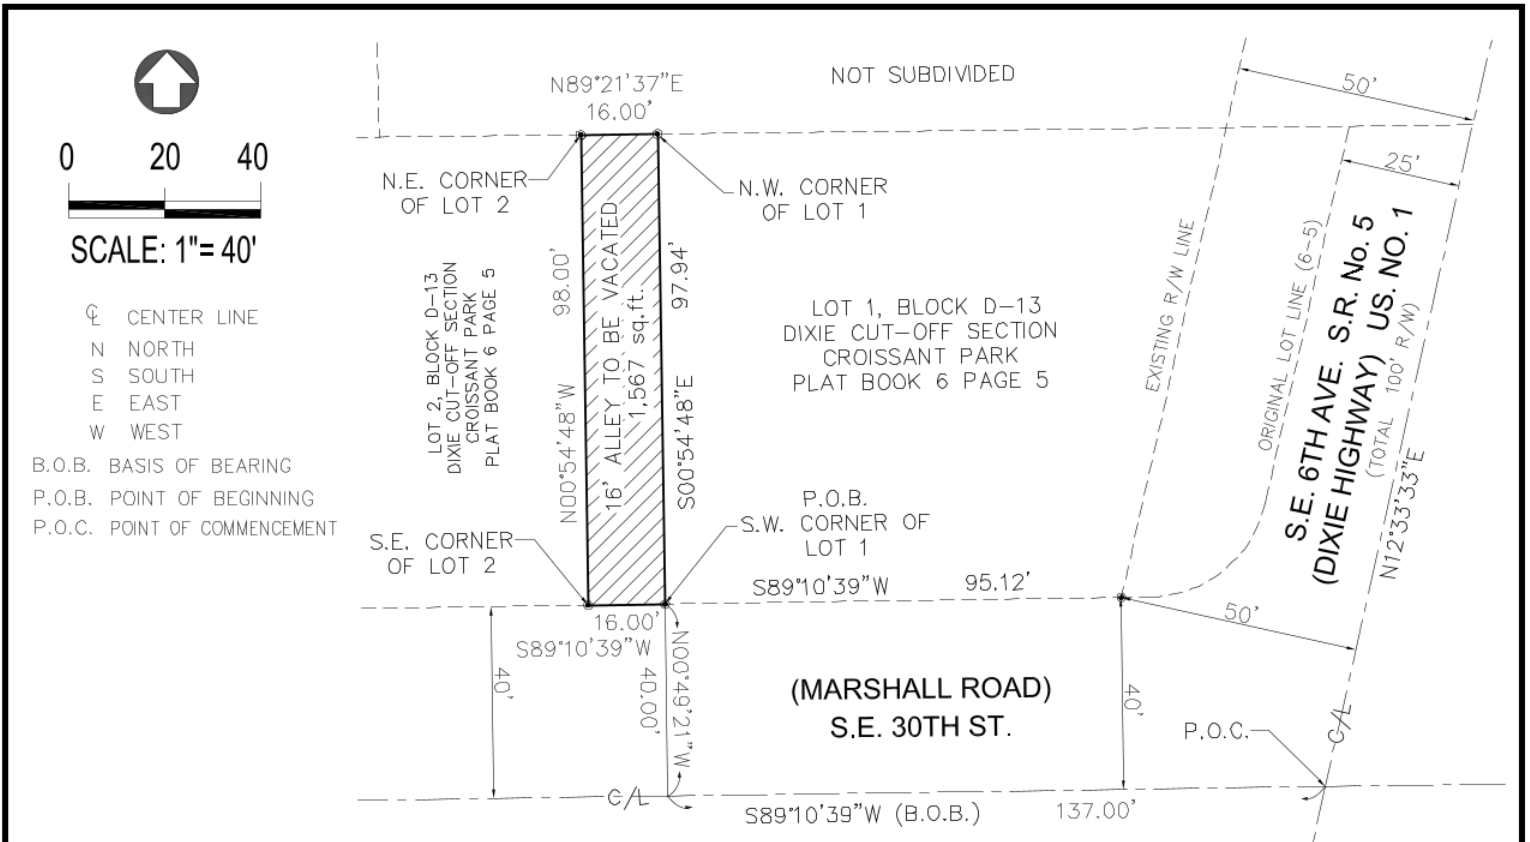 0 20 40
SCALE: 1"= 40'
℄ CENTER LINE
N NORTH
S SOUTH
E EAST
W WEST
B.O.B. BASIS OF BEARING
P.O.B. POINT OF BEGINNING
P.O.C. POINT OF COMMENCEMENT
N89°21'37"E
16.00'
NOT SUBDIVIDED
50'
25'
N.E. CORNER
OF LOT 2
N.W. CORNER
OF LOT 1
LOT 2, BLOCK D-13
DIXIE CUT-OFF SECTION
CROISSANT PARK
PLAT BOOK 6 PAGE 5
98.00'
N00°54'48"W
16' ALLEY TO BE VACATED
1,567 sq.ft.
97.94'
S00°54'48"E
LOT 1, BLOCK D-13
DIXIE CUT-OFF SECTION
CROISSANT PARK
PLAT BOOK 6 PAGE 5
EXISTING R/W LINE
ORIGINAL LOT LINE (6-5)
S.E. 6TH AVE. S.R. No. 5
(DIXIE HIGHWAY) US. NO. 1
(TOTAL 100' R/W)
N12°33'33"E
S.E. CORNER
OF LOT 2
P.O.B.
S.W. CORNER OF
LOT 1
S89°10'39"W 95.12'
16.00'
S89°10'39"W
50'
40'
40.00'
N00°49'21"W
(MARSHALL ROAD)
S.E. 30TH ST.
40'
P.O.C.
C/L
C/L
S89°10'39"W (B.O.B.) 137.00'